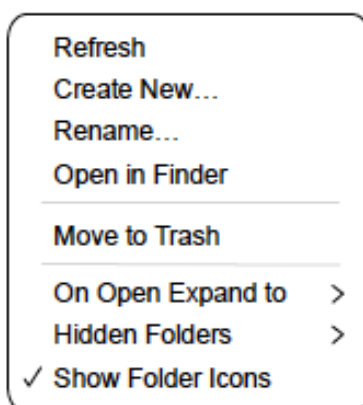 Refresh
Create New...
Rename...
Open in Finder
Move to Trash
On Open Expand to >
Hidden Folders >
✓ Show Folder Icons